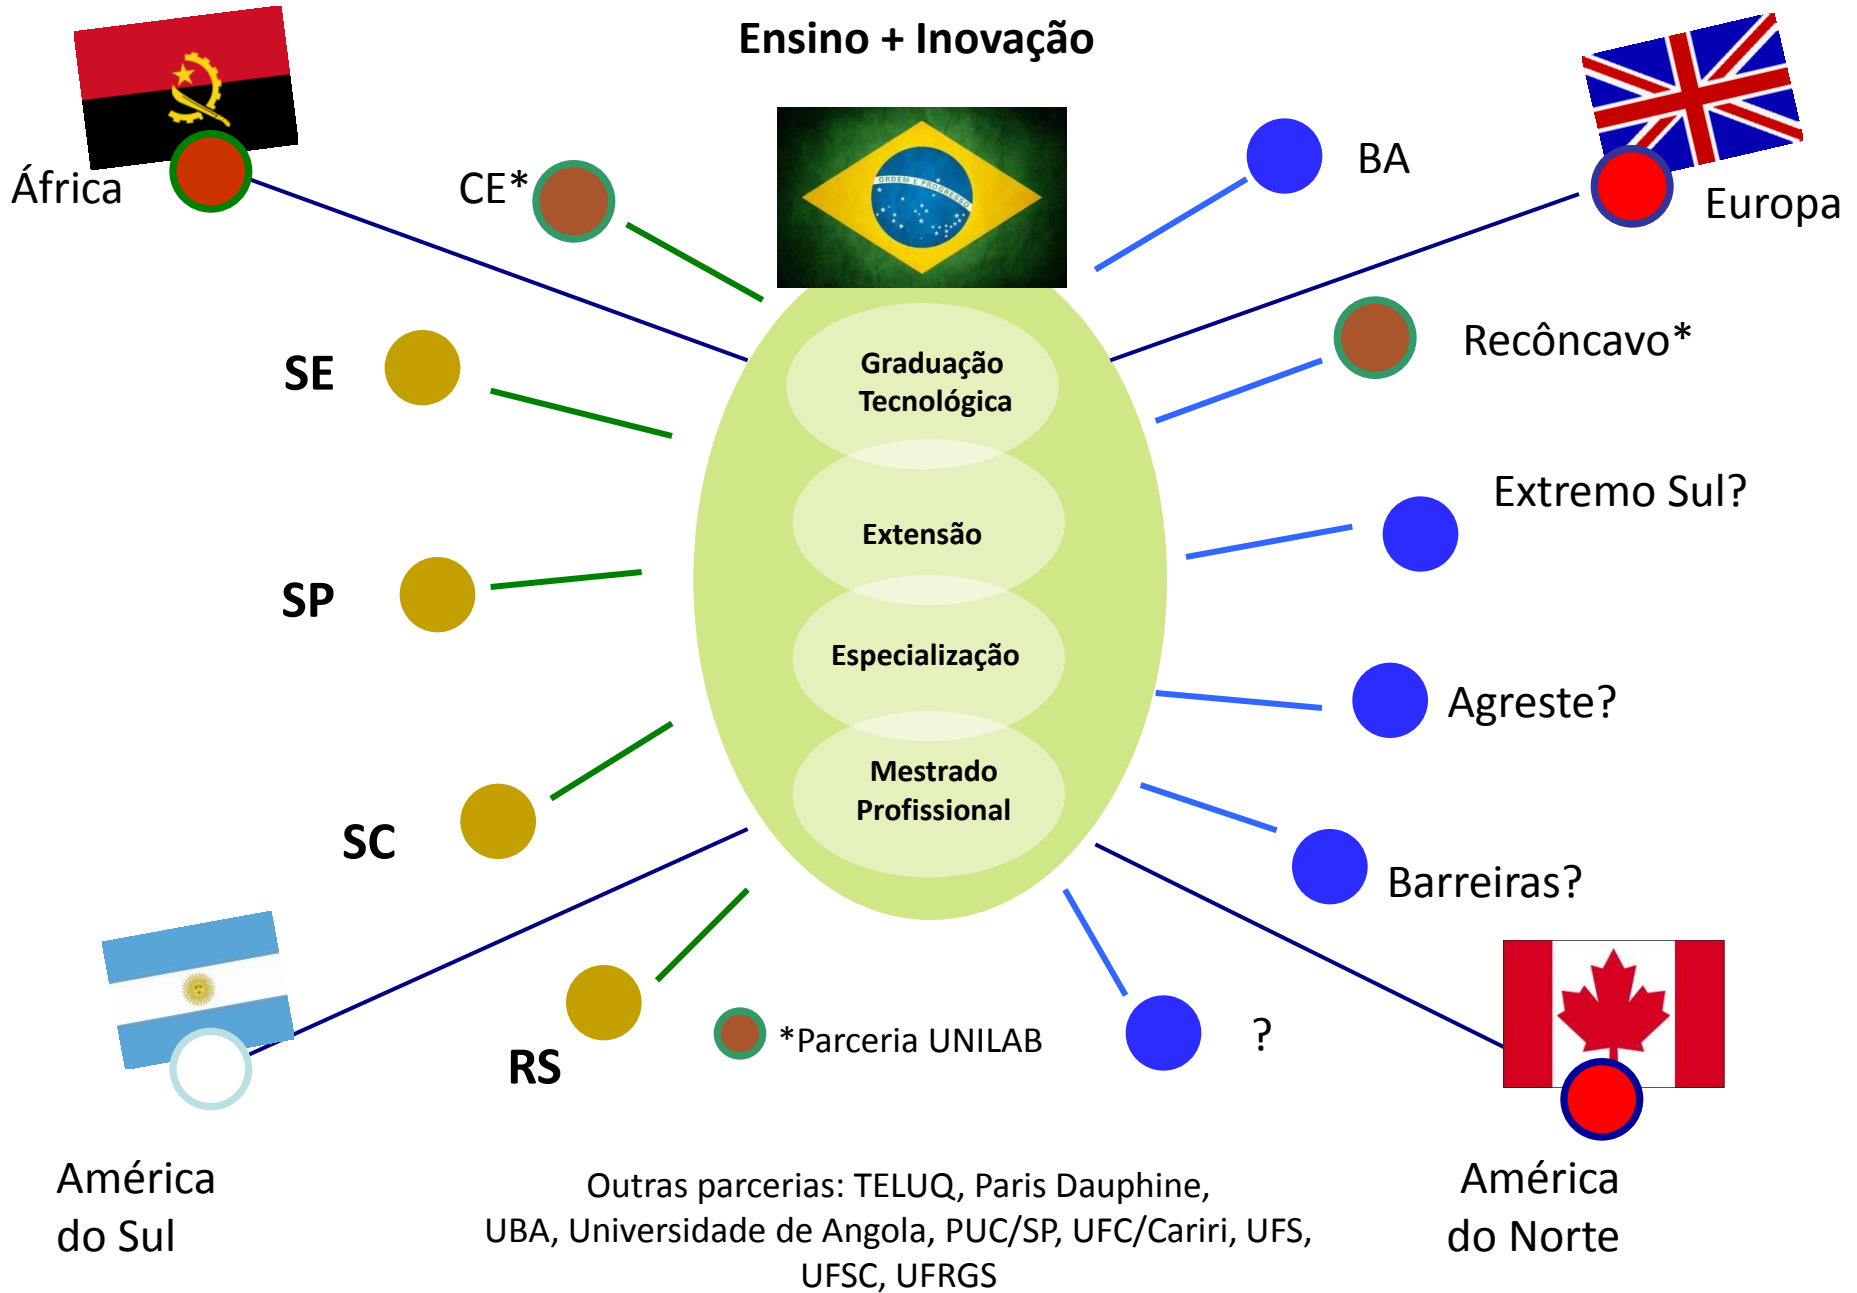 Ensino + Inovação
ORDEM E PROGRESSO
África
CE*
BA
Europa
SE
Recôncavo*
Graduação
Tecnológica
Extremo Sul?
Extensão
SP
Especialização
Agreste?
Mestrado
Profissional
SC
Barreiras?
RS
*Parceria UNILAB
?
América
do Sul
América
do Norte
Outras parcerias: TELUQ, Paris Dauphine,
UBA, Universidade de Angola, PUC/SP, UFC/Cariri, UFS,
UFSC, UFRGS